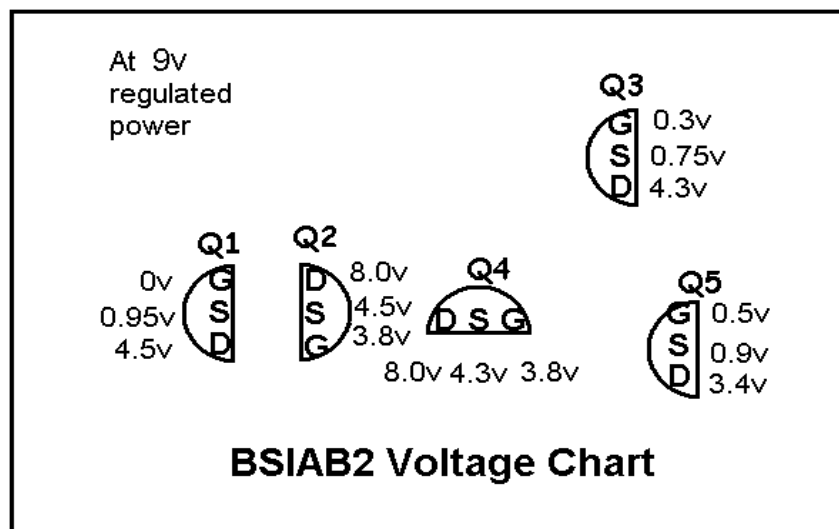 At 9v
regulated
power
Q3
G 0.3v
S 0.75v
D 4.3v
Q1
0v G
0.95v S
4.5v D
Q2
D 8.0v
S 4.5v
G 3.8v
Q4
D S G
8.0v 4.3v 3.8v
Q5
G 0.5v
S 0.9v
D 3.4v
BSIAB2 Voltage Chart